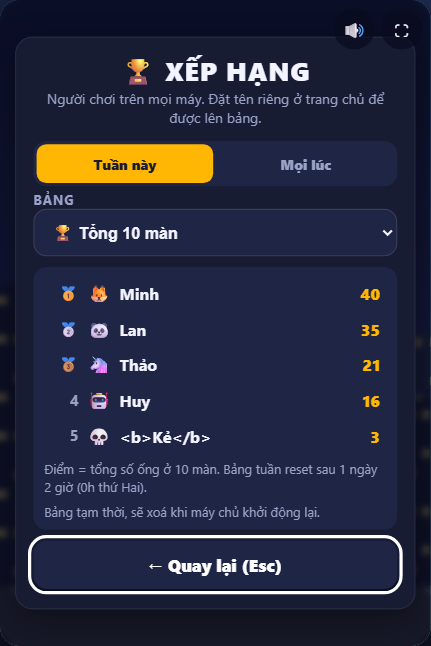 XẾP HẠNG
Người chơi trên mọi máy. Đặt tên riêng ở trang chủ để
được lên bảng.
Tuần này
Mọi lúc
BẢNG
Tổng 10 màn
1 Minh 40
2 Lan 35
3 Thảo 21
4 Huy 16
5 <b>Kẻ</b> 3
Điểm = tổng số ống ở 10 màn. Bảng tuần reset sau 1 ngày
2 giờ (0h thứ Hai).
Bảng tạm thời, sẽ xoá khi máy chủ khởi động lại.
← Quay lại (Esc)